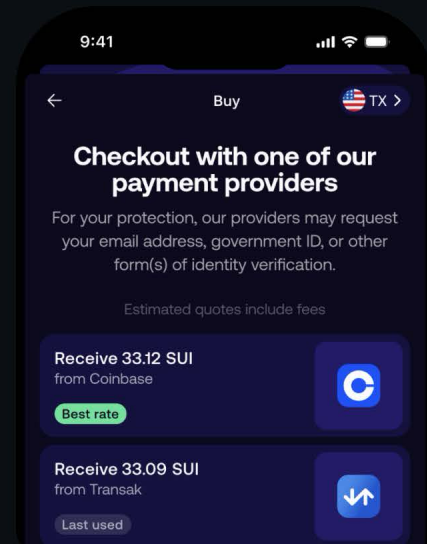 9:41
Buy
TX
Checkout with one of our
payment providers
For your protection, our providers may request
your email address, government ID, or other
form(s) of identity verification.
Estimated quotes include fees
Receive 33.12 SUI
from Coinbase
Best rate
Receive 33.09 SUI
from Transak
Last used